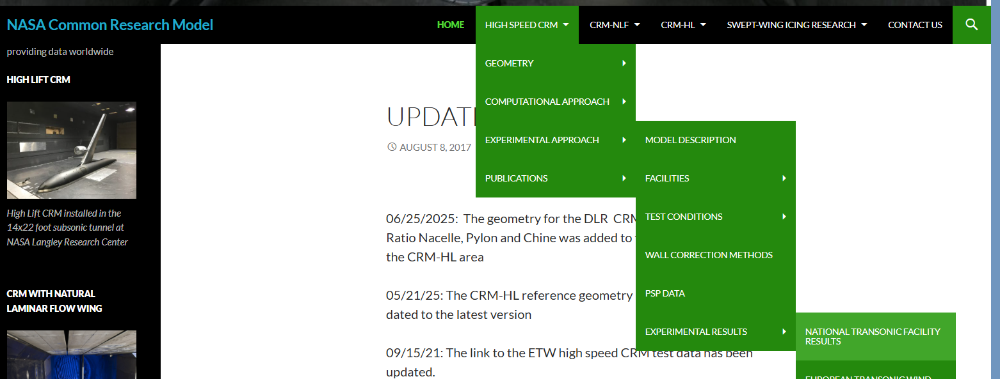 NASA Common Research Model
HOME
HIGH SPEED CRM
CRM-NLF
CRM-HL
SWEPT-WING ICING RESEARCH
CONTACT US
providing data worldwide
HIGH LIFT CRM
High Lift CRM installed in the
14x22 foot subsonic tunnel at
NASA Langley Research Center
CRM WITH NATURAL
LAMINAR FLOW WING
GEOMETRY
COMPUTATIONAL APPROACH
EXPERIMENTAL APPROACH
PUBLICATIONS
MODEL DESCRIPTION
FACILITIES
TEST CONDITIONS
WALL CORRECTION METHODS
PSP DATA
EXPERIMENTAL RESULTS
NATIONAL TRANSONIC FACILITY
RESULTS
EUROPEAN TRANSONIC WIND
AUGUST 8, 2017
06/25/2025: The geometry for the DLR CRM
Ratio Nacelle, Pylon and Chine was added to
the CRM-HL area
05/21/25: The CRM-HL reference geometry
dated to the latest version
09/15/21: The link to the ETW high speed CRM test data has been
updated.